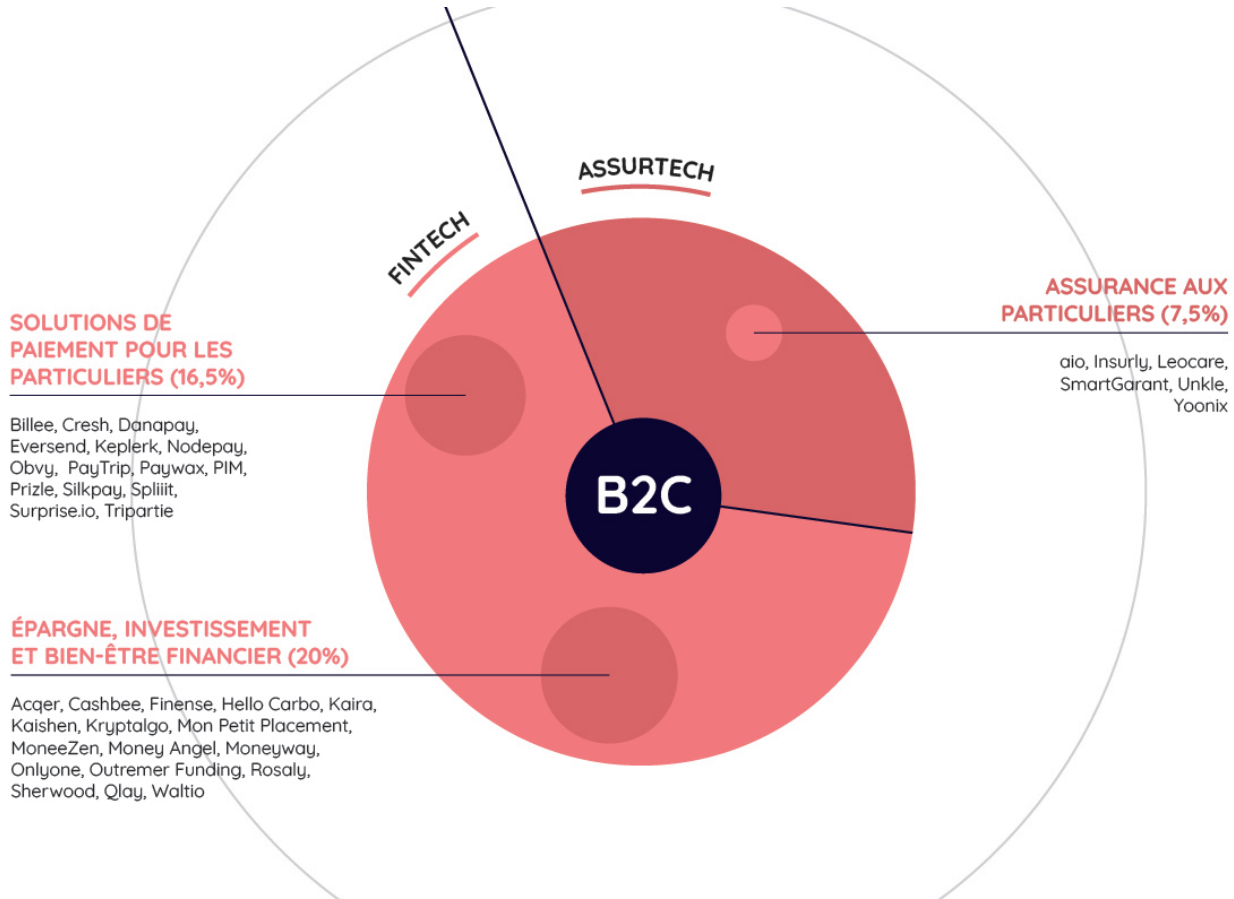 ASSURTECH
FINTECH
SOLUTIONS DE
PAIEMENT POUR LES
PARTICULIERS (16,5%)
Billee, Cresh, Danapay,
Eversend, Keplerk, Nodepay,
Obvy, PayTrip, Paywax, PIM,
Prizle, Silkpay, Spliiit,
Surprise.io, Tripartie
ASSURANCE AUX
PARTICULIERS (7,5%)
aio, Insurly, Leocare,
SmartGarant, Unkle,
Yoonix
B2C
ÉPARGNE, INVESTISSEMENT
ET BIEN-ÊTRE FINANCIER (20%)
Acqer, Cashbee, Finense, Hello Carbo, Kaira,
Kaishen, Kryptalgo, Mon Petit Placement,
MoneeZen, Money Angel, Moneyway,
Onlyone, Outremer Funding, Rosaly,
Sherwood, Qlay, Waltio